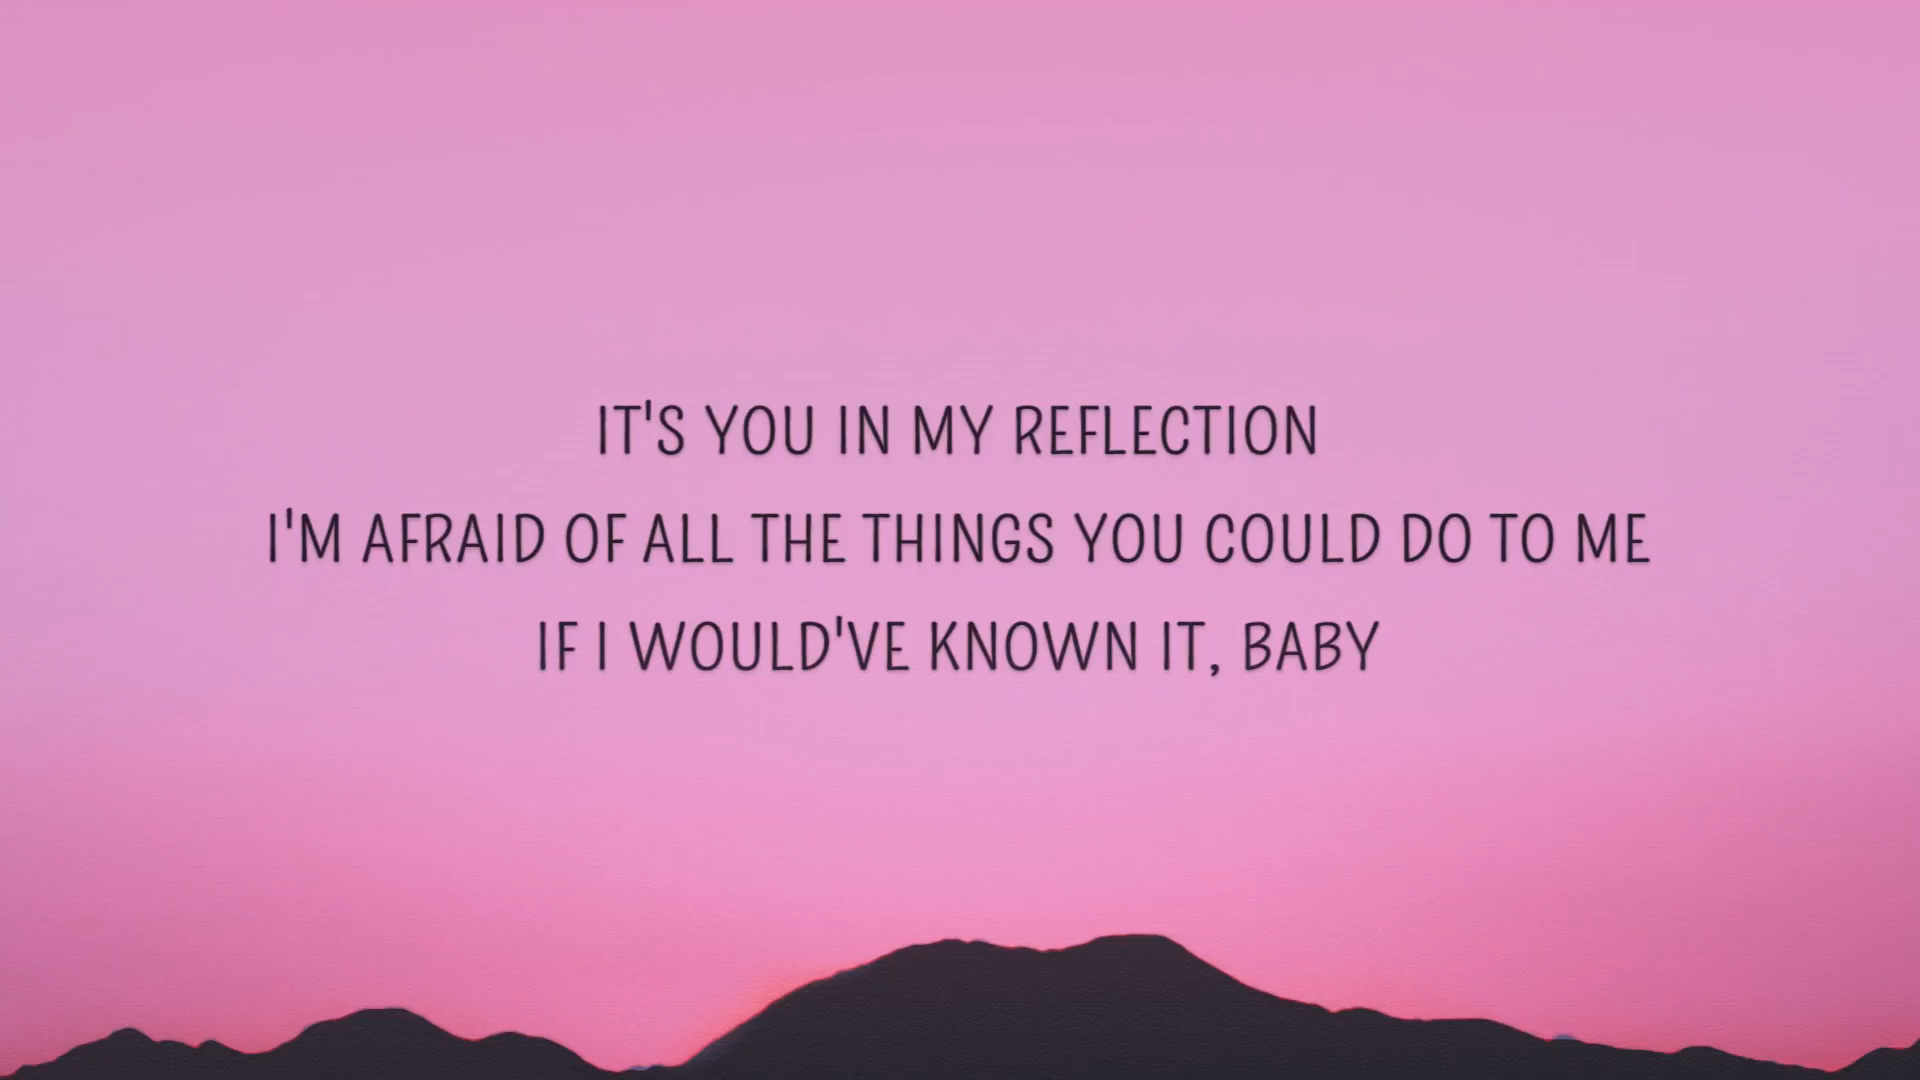 IT'S YOU IN MY REFLECTION
I'M AFRAID OF ALL THE THINGS YOU COULD DO TO ME
IF I WOULD'VE KNOWN IT, BABY